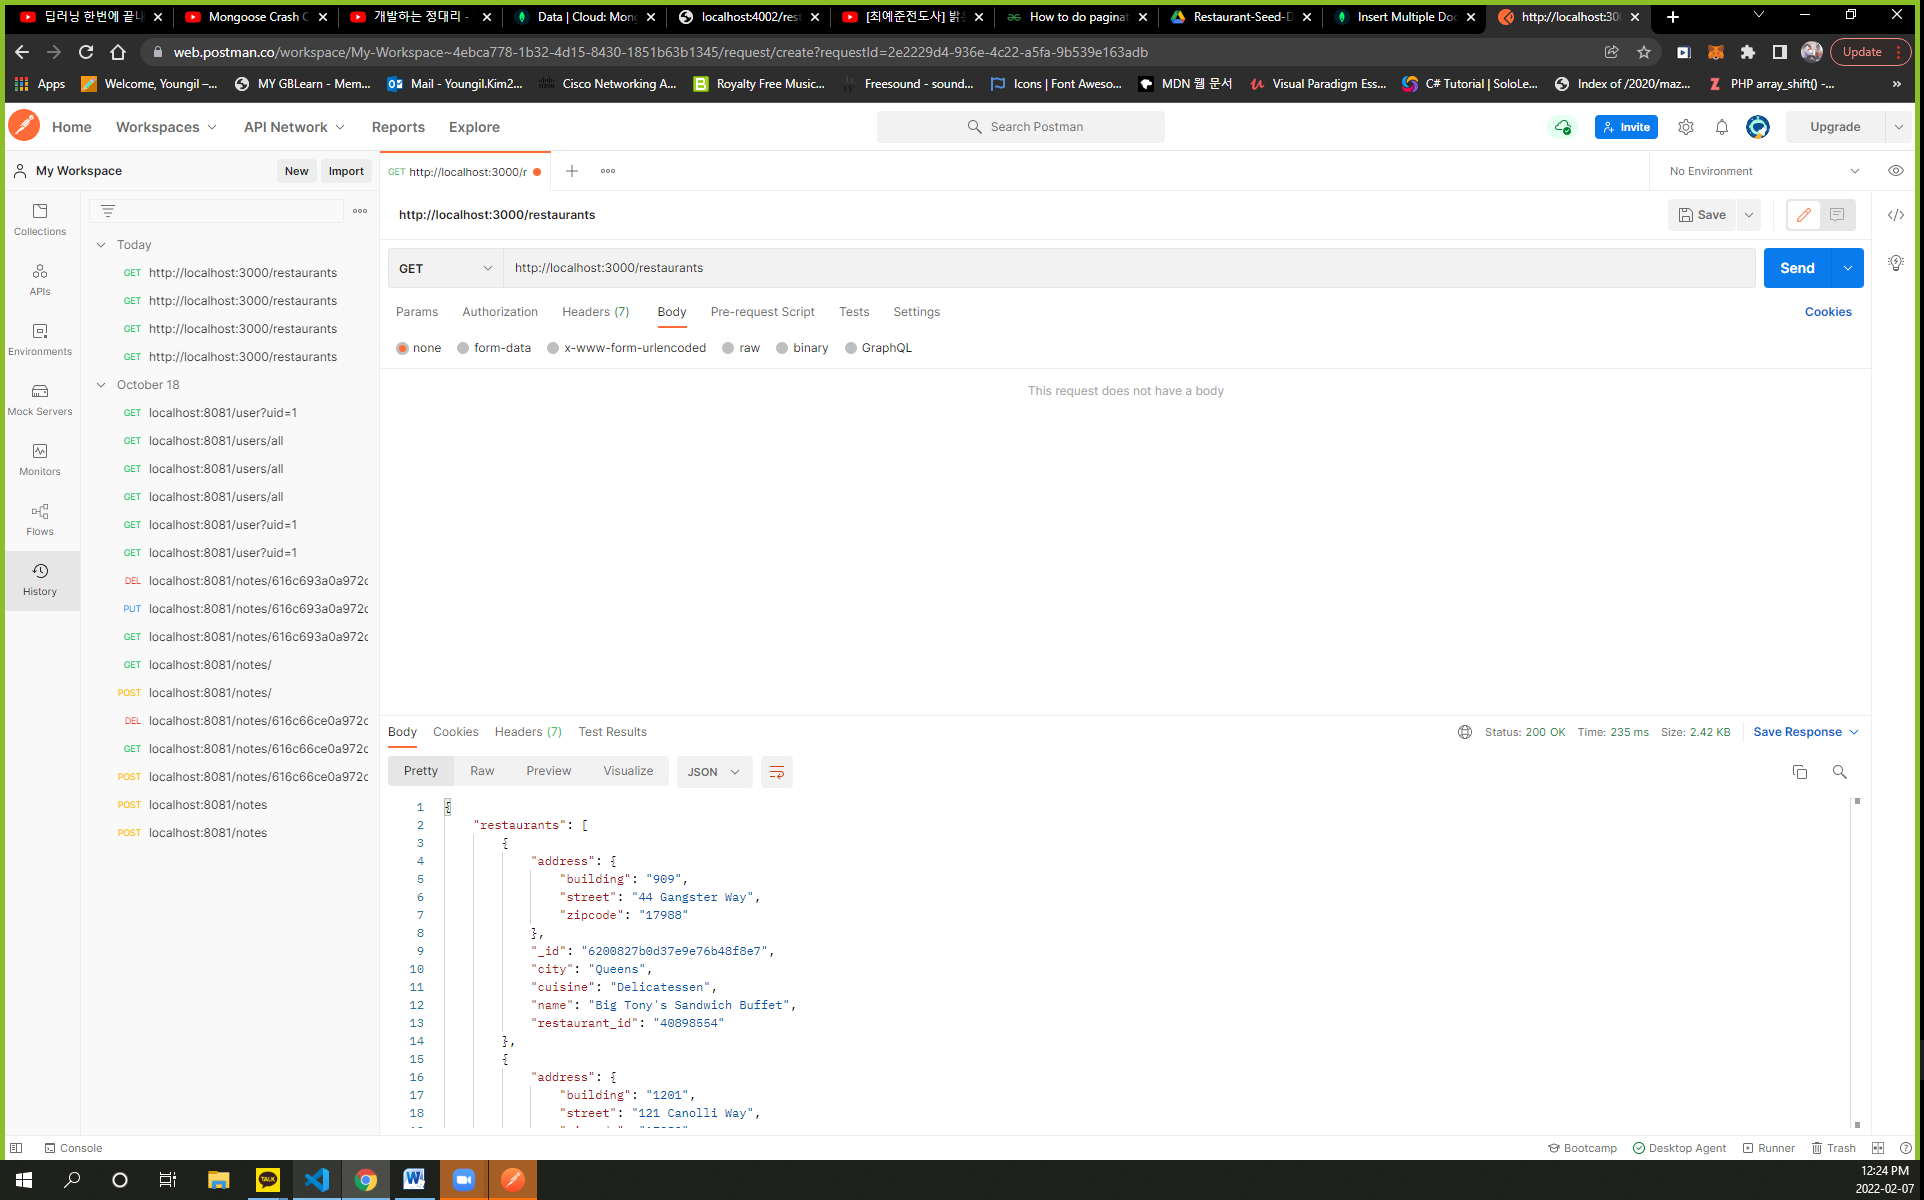 딥러닝 한번에 끝내
Mongoose Crash C
개발하는 정대리 -
Data | Cloud: Mon
localhost:4002/rest
[최예준전도사] 밝
How to do paginat
Restaurant-Seed-D
Insert Multiple Doc
http://localhost:300
web.postman.co/workspace/My-Workspace~4ebca778-1b32-4d15-8430-1851b63b1345/request/create?requestId=2e2229d4-936e-4c22-a5fa-9b539e163adb
Update
Apps
Welcome, Youngil –...
MY GBLearn - Mem...
Mail - Youngil.Kim2...
Cisco Networking A...
Royalty Free Music...
Freesound - sound...
Icons | Font Aweso...
MDN 웹 문서
Visual Paradigm Ess...
C# Tutorial | SoloLe...
Index of /2020/maz...
PHP array_shift() -...
»
Home
Workspaces
API Network
Reports
Explore
Search Postman
Invite
Upgrade
My Workspace
New
Import
GET http://localhost:3000/r
No Environment
Collections
APIs
Environments
Mock Servers
Monitors
Flows
History
Today
GET http://localhost:3000/restaurants
GET http://localhost:3000/restaurants
GET http://localhost:3000/restaurants
GET http://localhost:3000/restaurants
October 18
GET localhost:8081/user?uid=1
GET localhost:8081/users/all
GET localhost:8081/users/all
GET localhost:8081/users/all
GET localhost:8081/user?uid=1
GET localhost:8081/user?uid=1
DEL localhost:8081/notes/616c693a0a972c
PUT localhost:8081/notes/616c693a0a972c
GET localhost:8081/notes/616c693a0a972c
GET localhost:8081/notes/
POST localhost:8081/notes/
DEL localhost:8081/notes/616c66ce0a972c
GET localhost:8081/notes/616c66ce0a972c
POST localhost:8081/notes/616c66ce0a972c
POST localhost:8081/notes
POST localhost:8081/notes
http://localhost:3000/restaurants
Save
</>
GET
http://localhost:3000/restaurants
Send
Params
Authorization
Headers (7)
Body
Pre-request Script
Tests
Settings
Cookies
none
form-data
x-www-form-urlencoded
raw
binary
GraphQL
This request does not have a body
Body
Cookies
Headers (7)
Test Results
Status: 200 OK
Time: 235 ms
Size: 2.42 KB
Save Response
Pretty
Raw
Preview
Visualize
JSON
1 {
2 "restaurants": [
3 {
4 "address": {
5 "building": "909",
6 "street": "44 Gangster Way",
7 "zipcode": "17988"
8 },
9 "_id": "6200827b0d37e9e76b48f8e7",
10 "city": "Queens",
11 "cuisine": "Delicatessen",
12 "name": "Big Tony's Sandwich Buffet",
13 "restaurant_id": "40898554"
14 },
15 {
16 "address": {
17 "building": "1201",
18 "street": "121 Canolli Way",
Console
Bootcamp
Desktop Agent
Runner
Trash
TALK
12:24 PM
2022-02-07